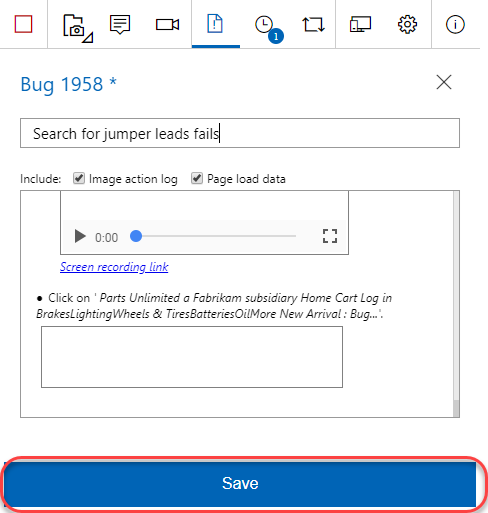 1
Bug 1958 *
Search for jumper leads fails
Include: Image action log Page load data
0:00
Screen recording link
● Click on ' Parts Unlimited a Fabrikam subsidiary Home Cart Log in
BrakesLightingWheels & TiresBatteriesOilMore New Arrival : Bug...'.
Save